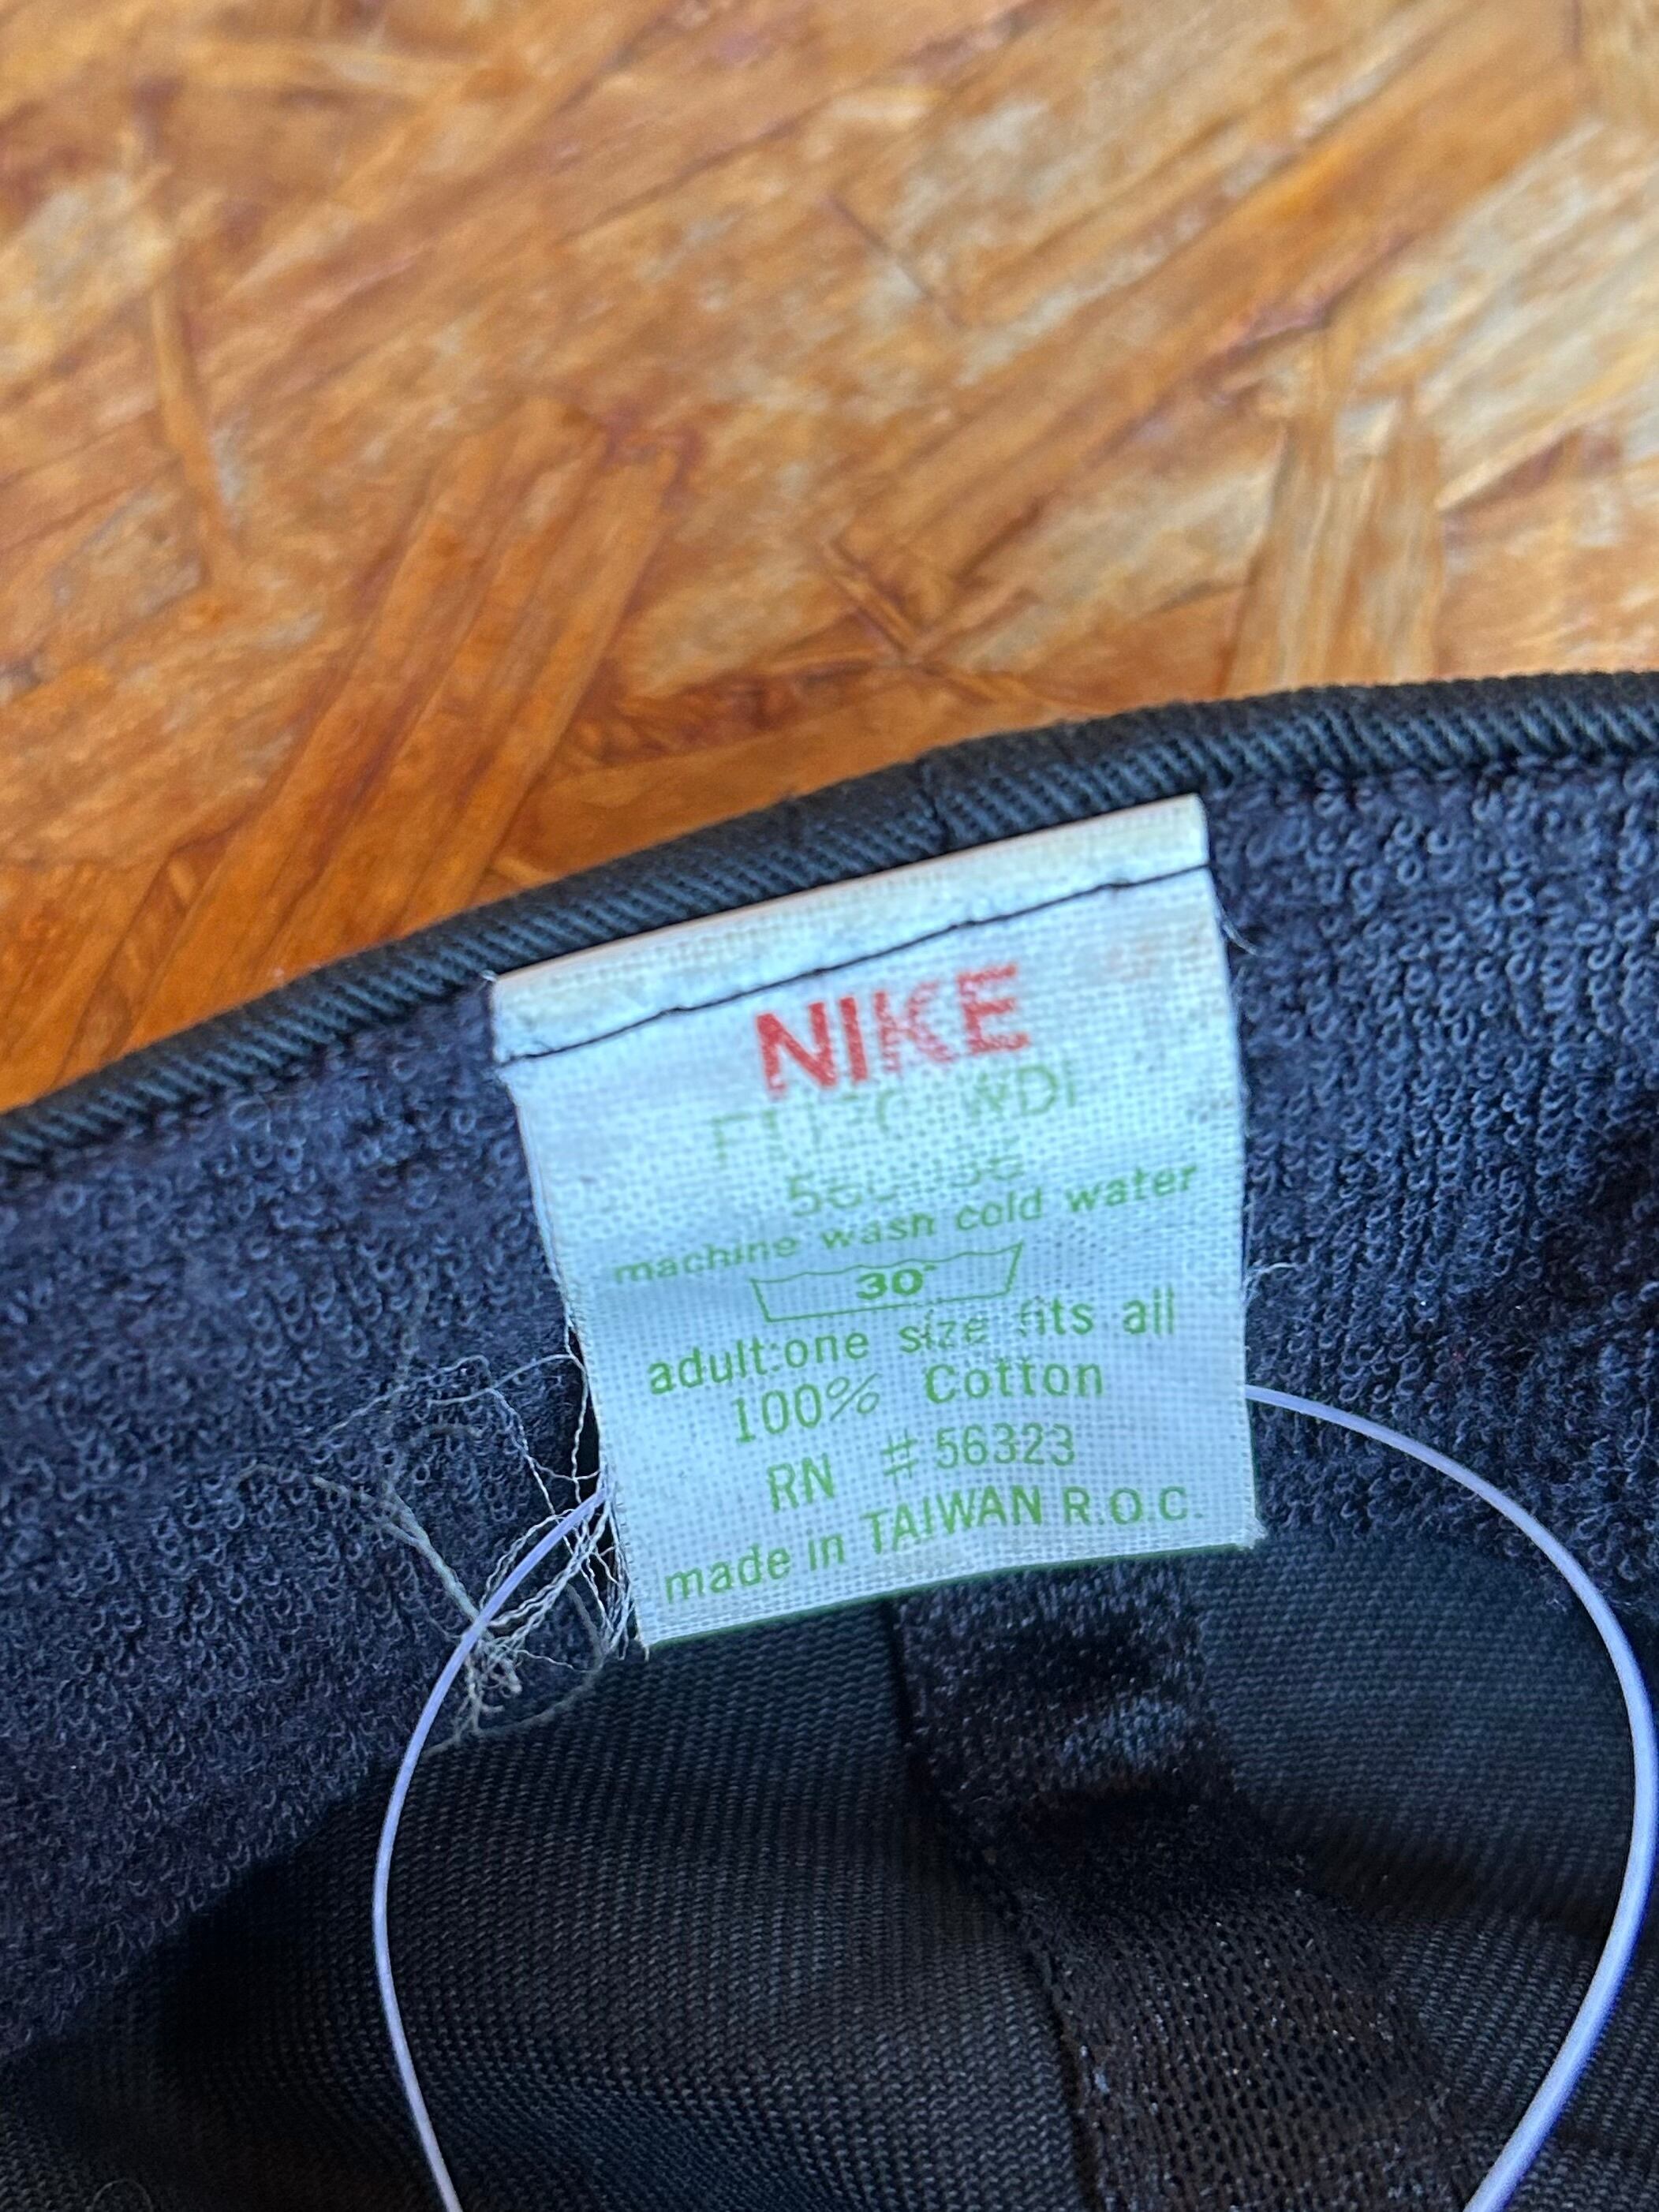 NIKE
machine wash cold water
30°
adult:one size fits all
100% Cotton
RN #56323
made in TAIWAN R.O.C.